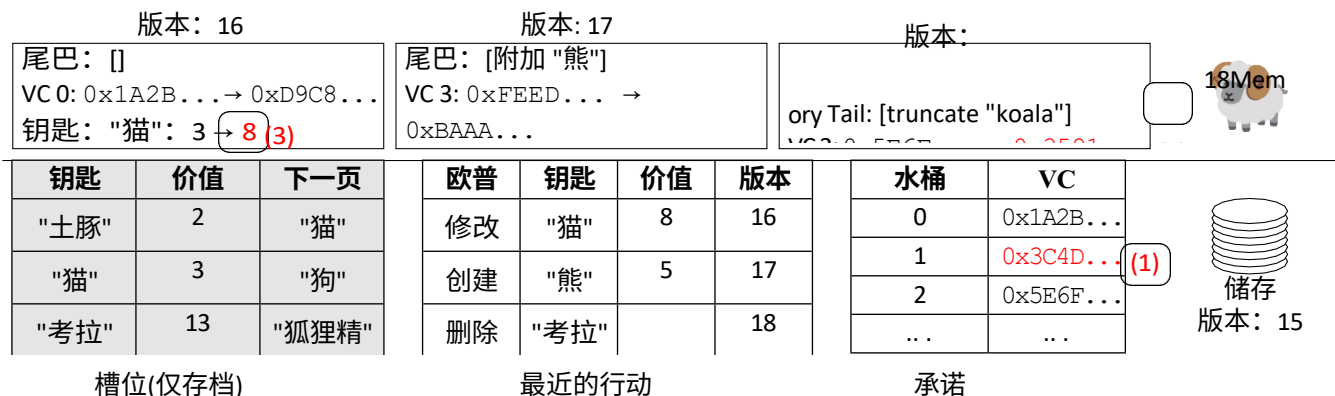 版本：16
版本: 17
版本：
尾巴：[]
VC 0: 0x1A2B...→ 0xD9C8...
钥匙："猫"：3 → 8 (3)
尾巴：[附加 "熊"]
VC 3: 0xFEED... →
0xBAAA...
18Mem
ory Tail: [truncate "koala"]
钥匙 价值 下一页
"土豚" 2 "猫"
"猫" 3 "狗"
"考拉" 13 "狐狸精"
槽位(仅存档)
欧普 钥匙 价值 版本
修改 "猫" 8 16
创建 "熊" 5 17
删除 "考拉" 18
最近的行动
水桶 VC
0 0x1A2B...
1 0x3C4D... (1)
2 0x5E6F...
.. . .. .
承诺
储存
版本：15